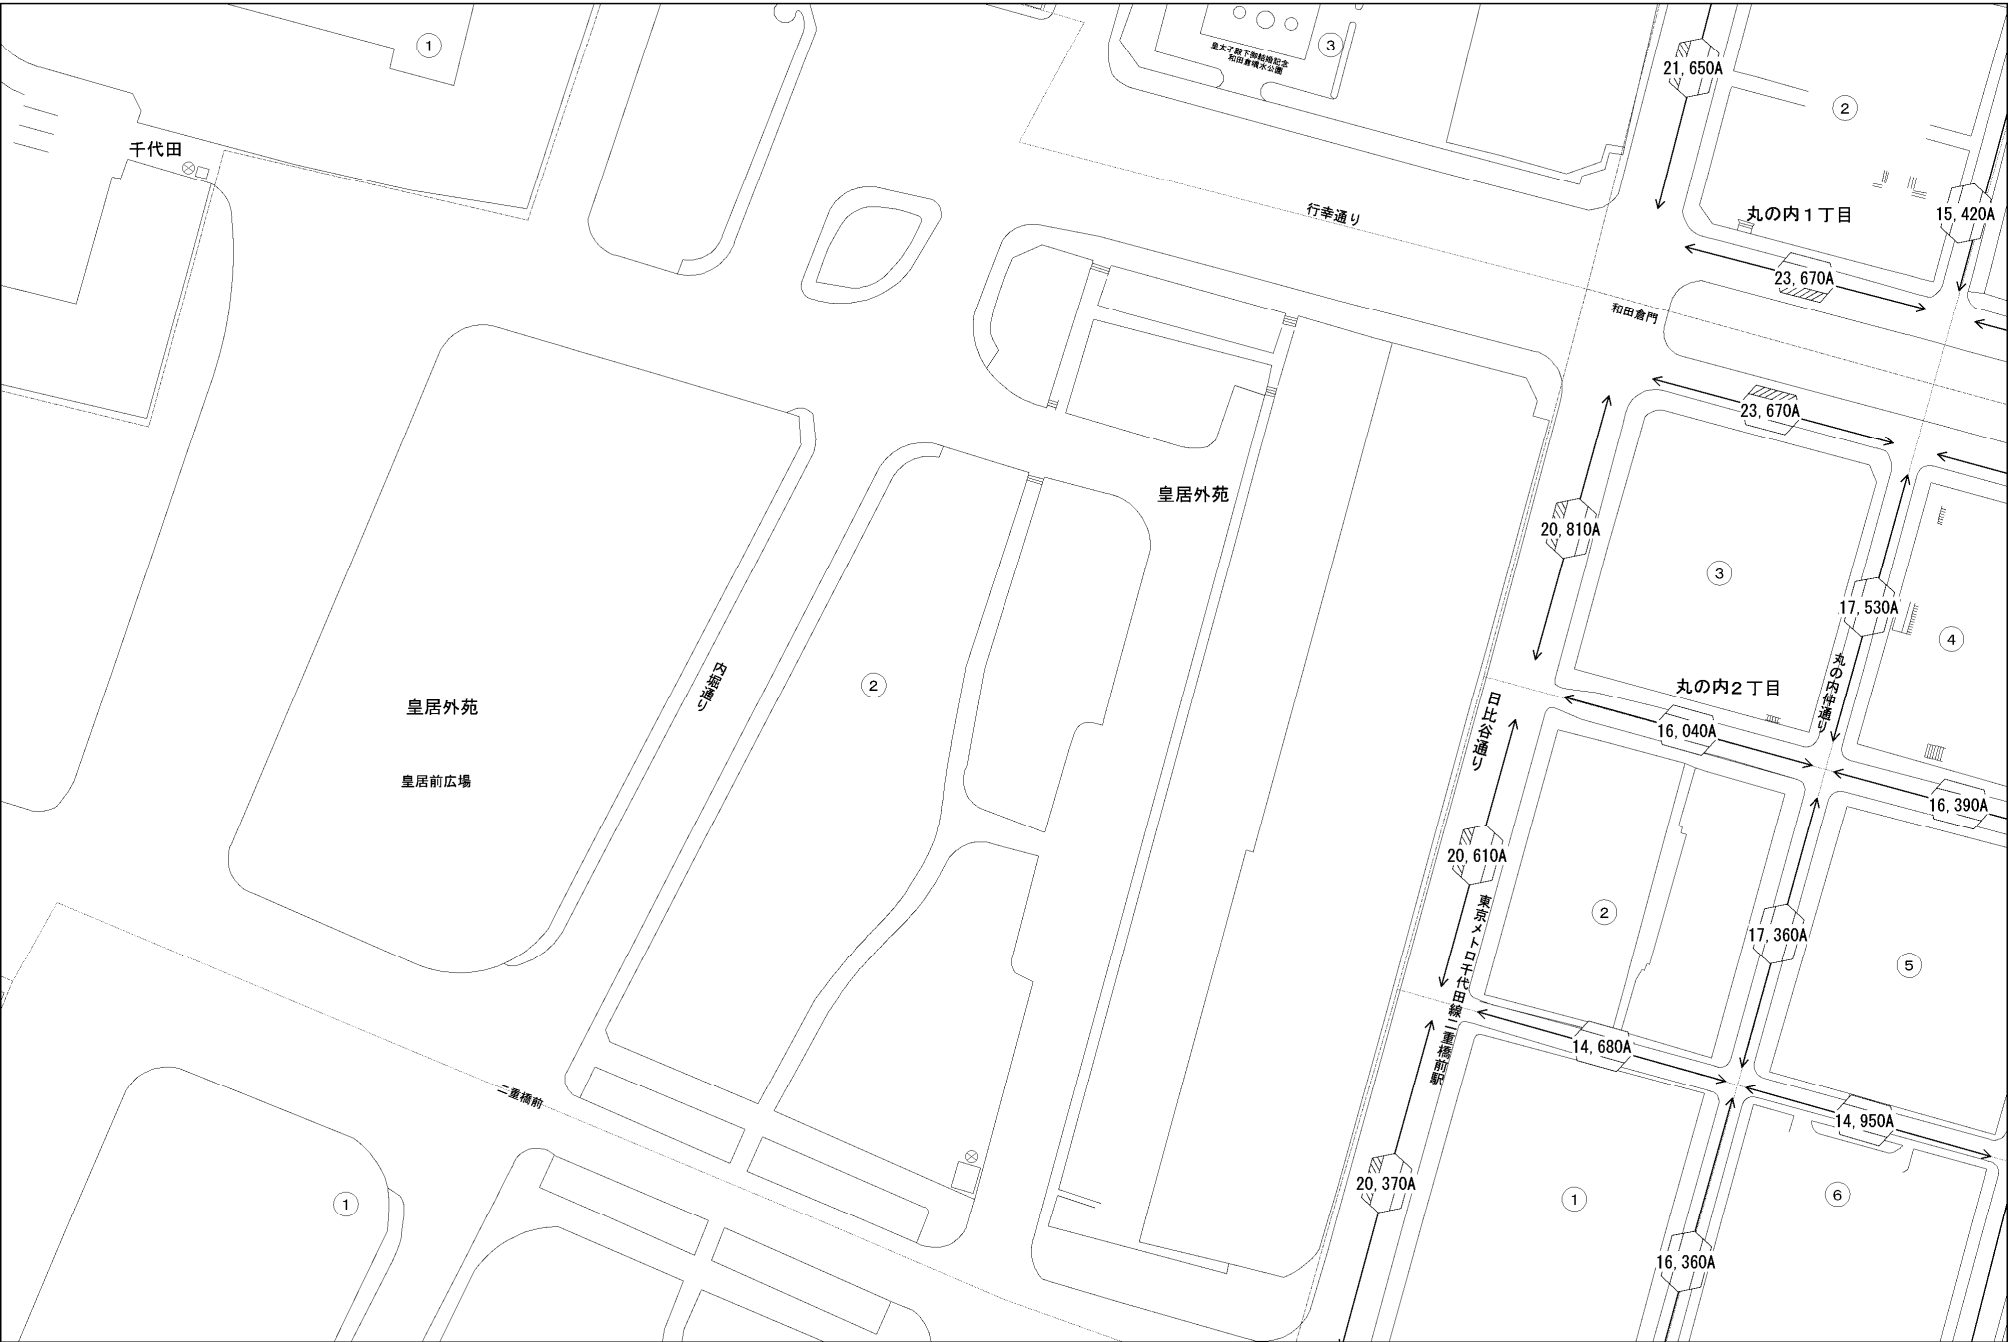 ①
皇太子殿下御結婚記念
和田倉噴水公園
③
21,650A
②
千代田
行幸通り
丸の内1丁目
15,420A
23,670A
和田倉門
23,670A
皇居外苑
20,810A
③
17,530A
④
内堀通り
②
皇居外苑
丸の内2丁目
丸の内仲通り
日比谷通り
16,040A
皇居前広場
16,390A
20,610A
②
17,360A
⑤
東京メトロ千代田線二重橋前駅
14,680A
二重橋前
14,950A
20,370A
①
①
⑥
16,360A